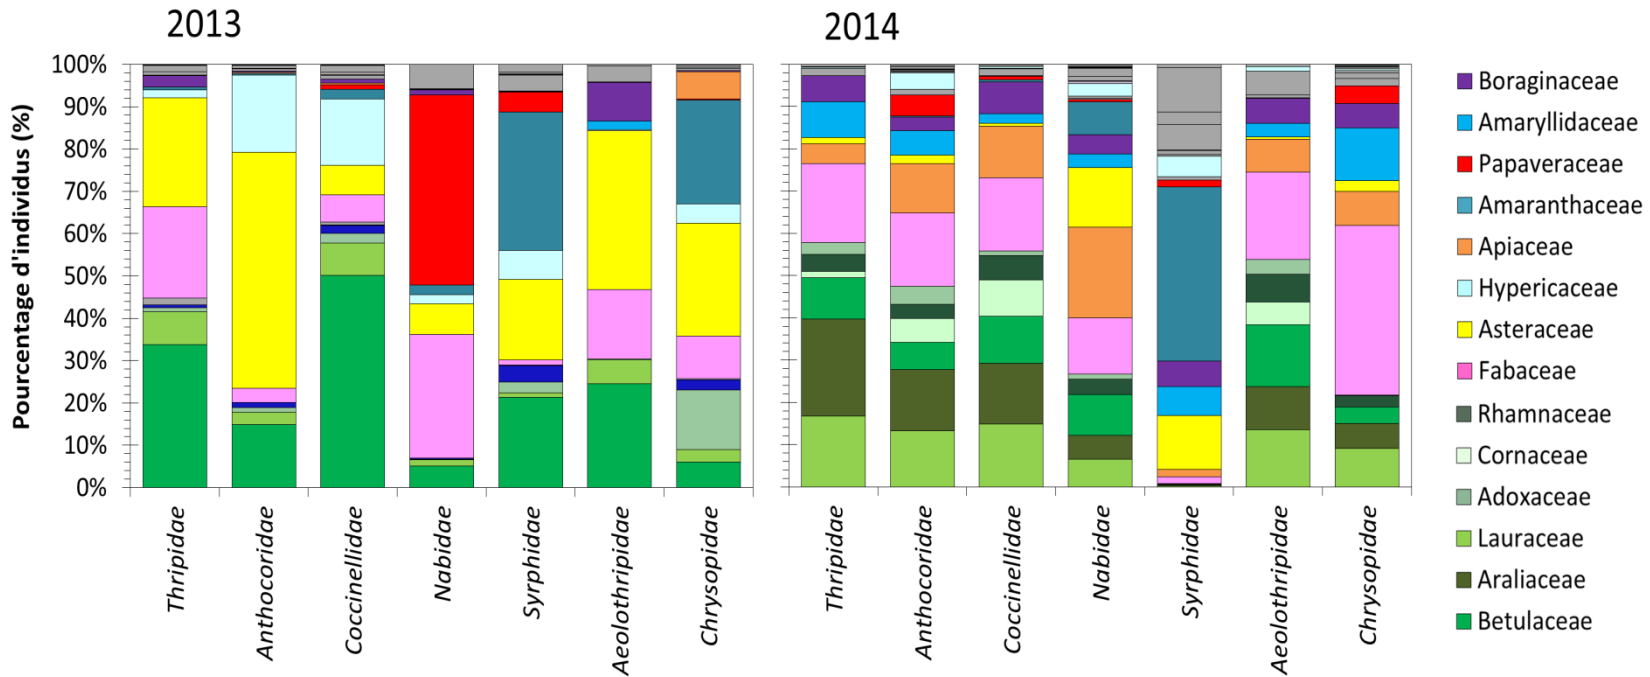 2013
2014
Pourcentage d'individus (%)
100%
90%
80%
70%
60%
50%
40%
30%
20%
10%
0%
Thripidae
Anthocoridae
Coccinellidae
Nabidae
Syrphidae
Aeolothripidae
Chrysopidae
Thripidae
Anthocoridae
Coccinellidae
Nabidae
Syrphidae
Aeolothripidae
Chrysopidae
Boraginaceae
Amaryllidaceae
Papaveraceae
Amaranthaceae
Apiaceae
Hypericaceae
Asteraceae
Fabaceae
Rhamnaceae
Cornaceae
Adoxaceae
Lauraceae
Araliaceae
Betulaceae